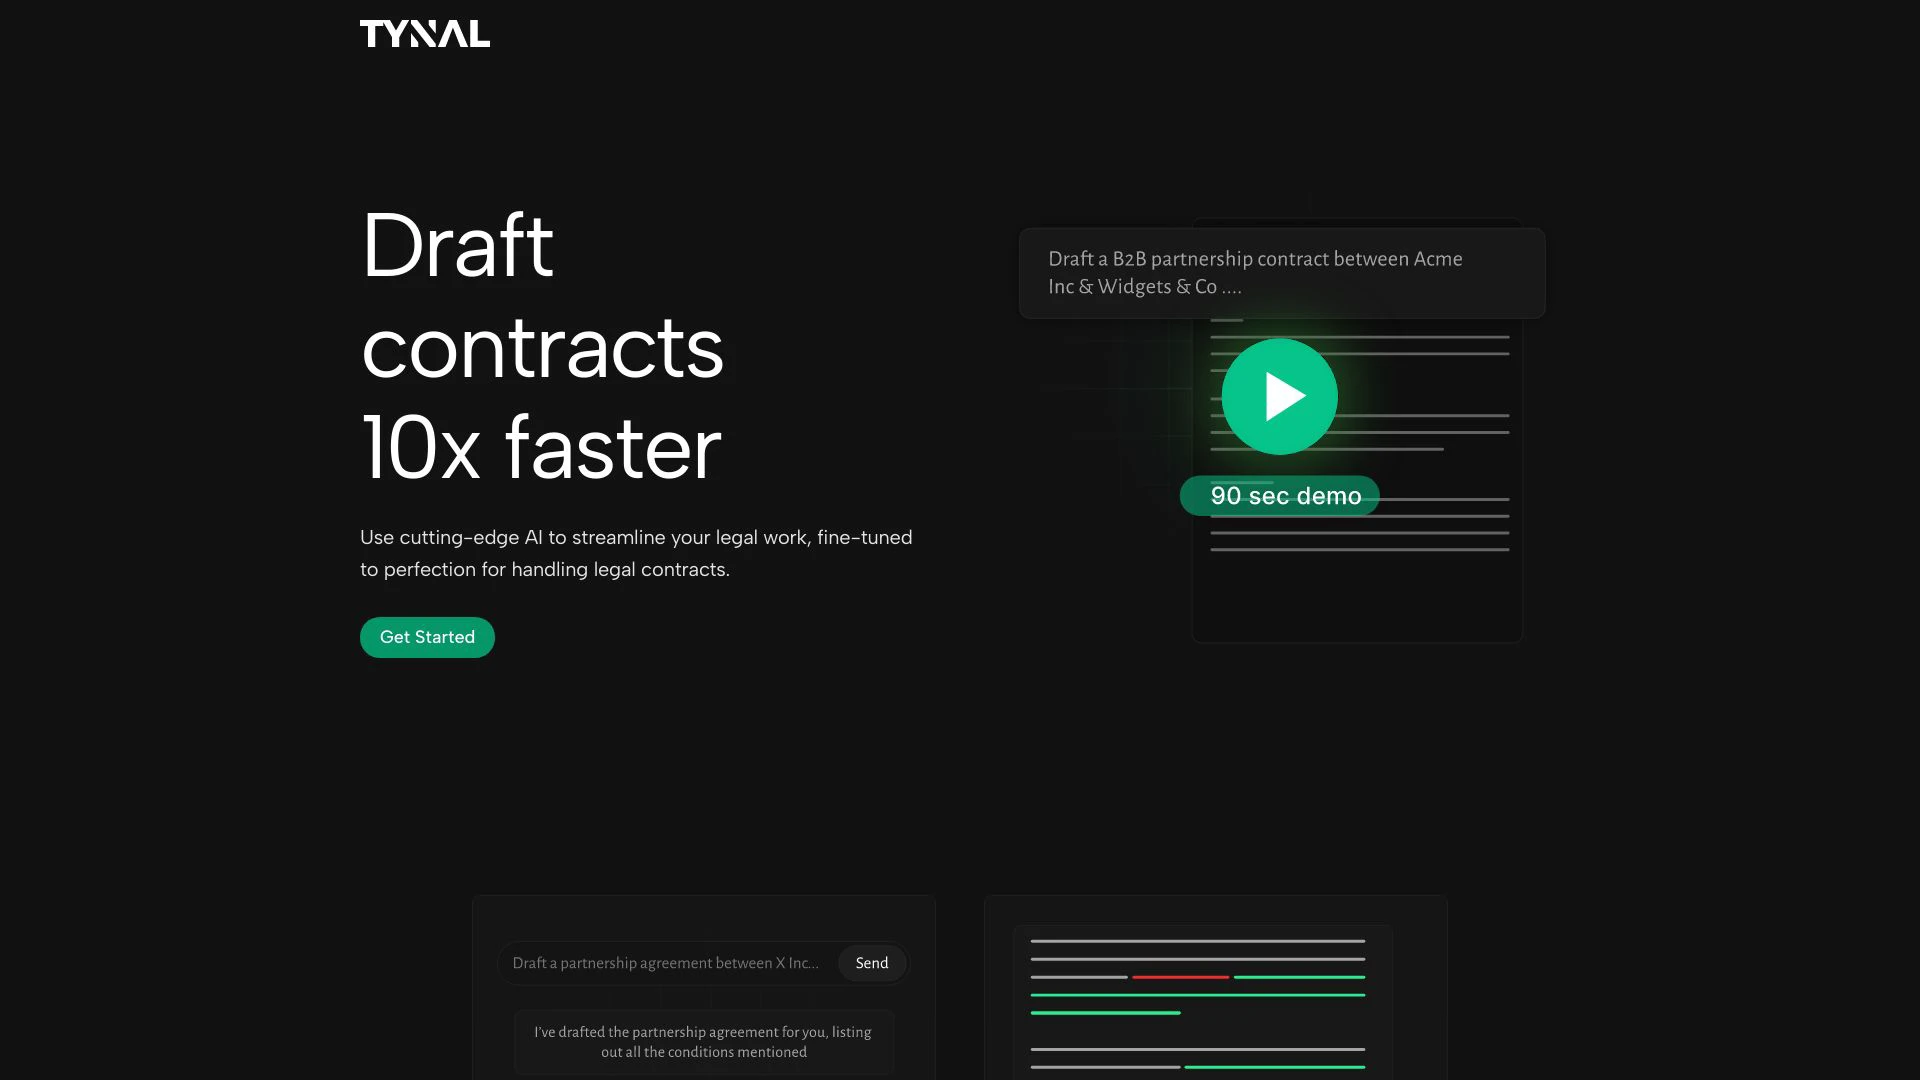 TYNAL
Draft
contracts
10x faster
Use cutting-edge AI to streamline your legal work, fine-tuned
to perfection for handling legal contracts.
Get Started
Draft a B2B partnership contract between Acme
Inc & Widgets & Co ....
90 sec demo
Draft a partnership agreement between X Inc...
Send
I've drafted the partnership agreement for you, listing
out all the conditions mentioned